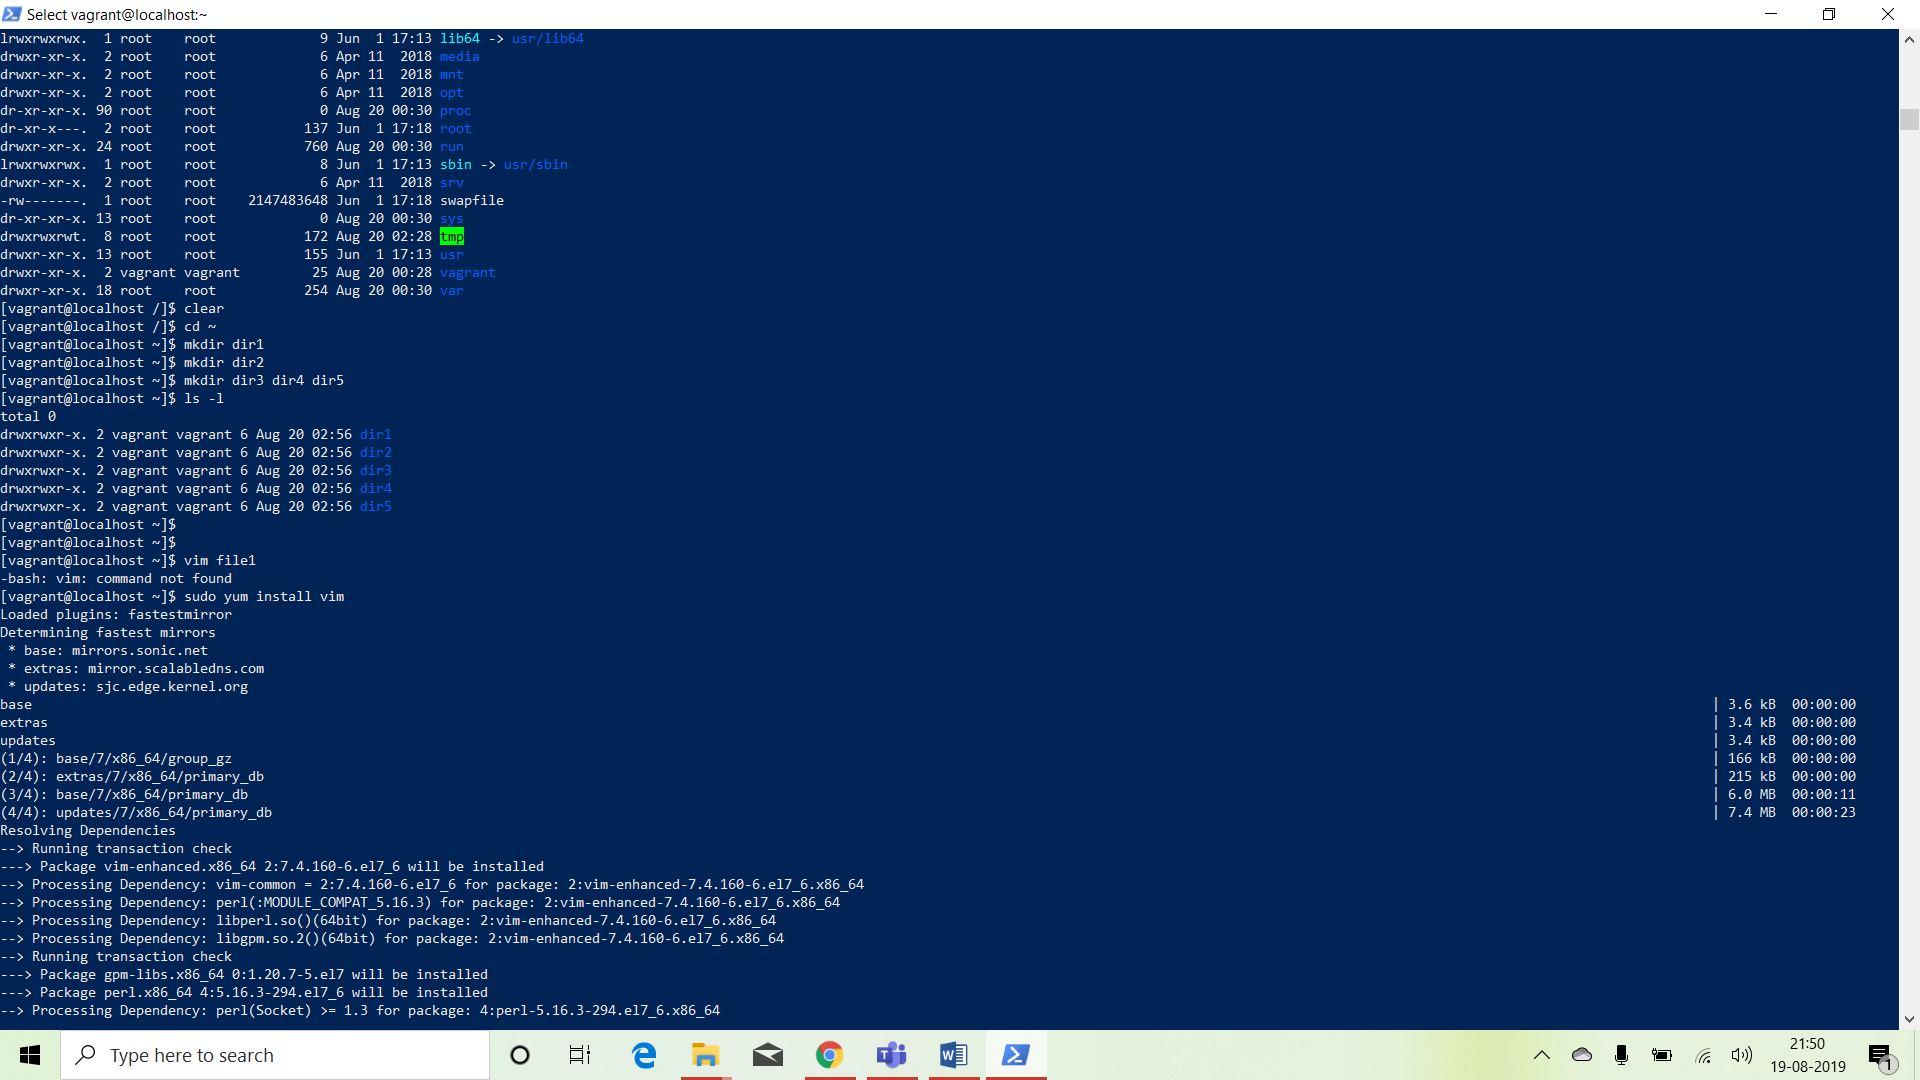 Select vagrant@localhost:~
lrwxrwxrwx.  1 root    root             9 Jun  1 17:13 lib64 -> usr/lib64
drwxr-xr-x.  2 root    root             6 Apr 11  2018 media
drwxr-xr-x.  2 root    root             6 Apr 11  2018 mnt
drwxr-xr-x.  2 root    root             6 Apr 11  2018 opt
dr-xr-xr-x. 90 root    root             0 Aug 20 00:30 proc
dr-xr-x---.  2 root    root           137 Jun  1 17:18 root
drwxr-xr-x. 24 root    root           760 Aug 20 00:30 run
lrwxrwxrwx.  1 root    root             8 Jun  1 17:13 sbin -> usr/sbin
drwxr-xr-x.  2 root    root             6 Apr 11  2018 srv
-rw-------.  1 root    root    2147483648 Jun  1 17:18 swapfile
dr-xr-xr-x. 13 root    root             0 Aug 20 00:30 sys
drwxrwxrwt.  8 root    root           172 Aug 20 02:28 tmp
drwxr-xr-x. 13 root    root           155 Jun  1 17:13 usr
drwxr-xr-x.  2 vagrant vagrant         25 Aug 20 00:28 vagrant
drwxr-xr-x. 18 root    root           254 Aug 20 00:30 var
[vagrant@localhost /]$ clear
[vagrant@localhost /]$ cd ~
[vagrant@localhost ~]$ mkdir dir1
[vagrant@localhost ~]$ mkdir dir2
[vagrant@localhost ~]$ mkdir dir3 dir4 dir5
[vagrant@localhost ~]$ ls -l
total 0
drwxrwxr-x. 2 vagrant vagrant 6 Aug 20 02:56 dir1
drwxrwxr-x. 2 vagrant vagrant 6 Aug 20 02:56 dir2
drwxrwxr-x. 2 vagrant vagrant 6 Aug 20 02:56 dir3
drwxrwxr-x. 2 vagrant vagrant 6 Aug 20 02:56 dir4
drwxrwxr-x. 2 vagrant vagrant 6 Aug 20 02:56 dir5
[vagrant@localhost ~]$
[vagrant@localhost ~]$
[vagrant@localhost ~]$ vim file1
-bash: vim: command not found
[vagrant@localhost ~]$ sudo yum install vim
Loaded plugins: fastestmirror
Determining fastest mirrors
 * base: mirrors.sonic.net
 * extras: mirror.scalabledns.com
 * updates: sjc.edge.kernel.org
base | 3.6 kB  00:00:00
extras | 3.4 kB  00:00:00
updates | 3.4 kB  00:00:00
(1/4): base/7/x86_64/group_gz | 166 kB  00:00:00
(2/4): extras/7/x86_64/primary_db | 215 kB  00:00:00
(3/4): base/7/x86_64/primary_db | 6.0 MB  00:00:11
(4/4): updates/7/x86_64/primary_db | 7.4 MB  00:00:23
Resolving Dependencies
--> Running transaction check
---> Package vim-enhanced.x86_64 2:7.4.160-6.el7_6 will be installed
--> Processing Dependency: vim-common = 2:7.4.160-6.el7_6 for package: 2:vim-enhanced-7.4.160-6.el7_6.x86_64
--> Processing Dependency: perl(:MODULE_COMPAT_5.16.3) for package: 2:vim-enhanced-7.4.160-6.el7_6.x86_64
--> Processing Dependency: libperl.so()(64bit) for package: 2:vim-enhanced-7.4.160-6.el7_6.x86_64
--> Processing Dependency: libgpm.so.2()(64bit) for package: 2:vim-enhanced-7.4.160-6.el7_6.x86_64
--> Running transaction check
---> Package gpm-libs.x86_64 0:1.20.7-5.el7 will be installed
---> Package perl.x86_64 4:5.16.3-294.el7_6 will be installed
--> Processing Dependency: perl(Socket) >= 1.3 for package: 4:perl-5.16.3-294.el7_6.x86_64
Type here to search
21:50
19-08-2019
1